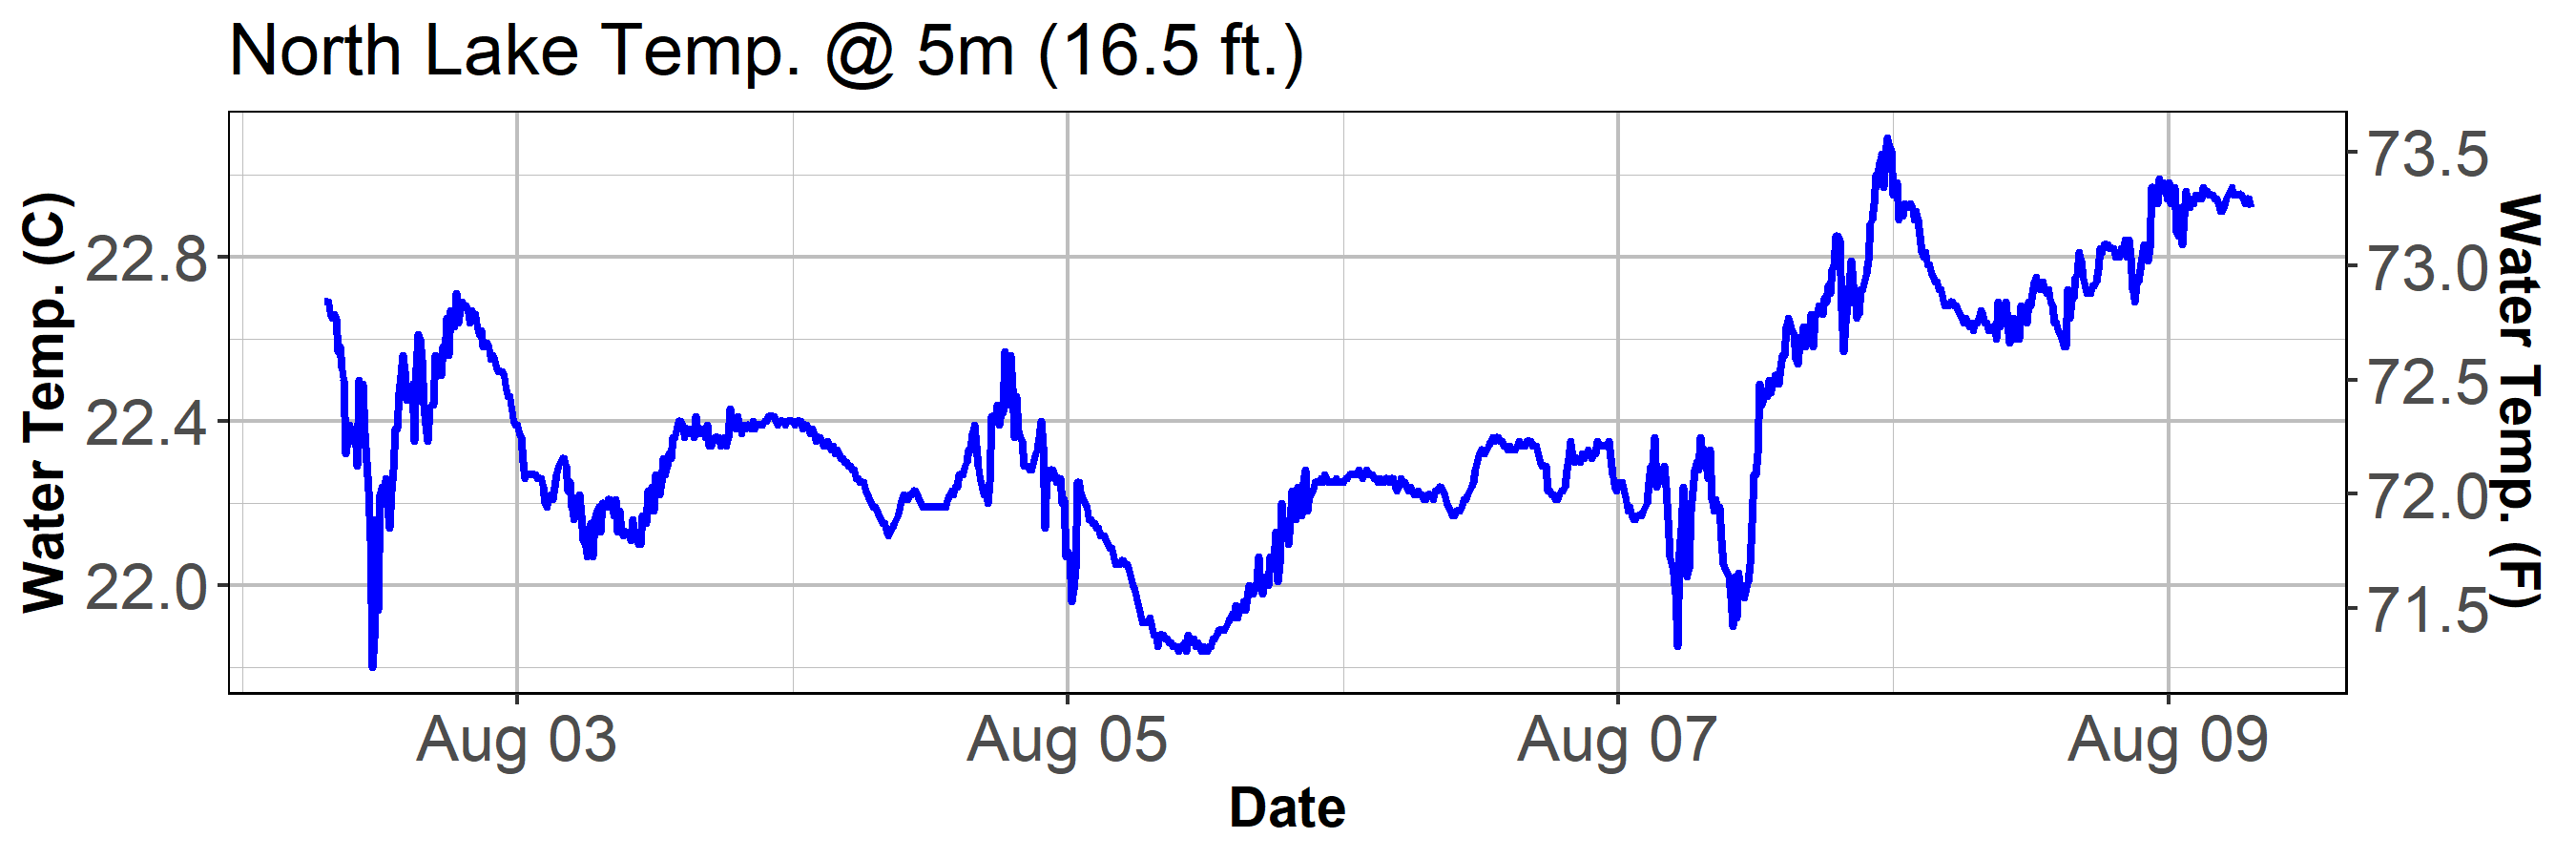 North Lake Temp. @ 5m (16.5 ft.)
Water Temp. (C)
22.8
22.4
22.0
73.5
73.0
72.5
72.0
71.5
Water Temp. (F)
Aug 03 Aug 05 Aug 07 Aug 09
Date